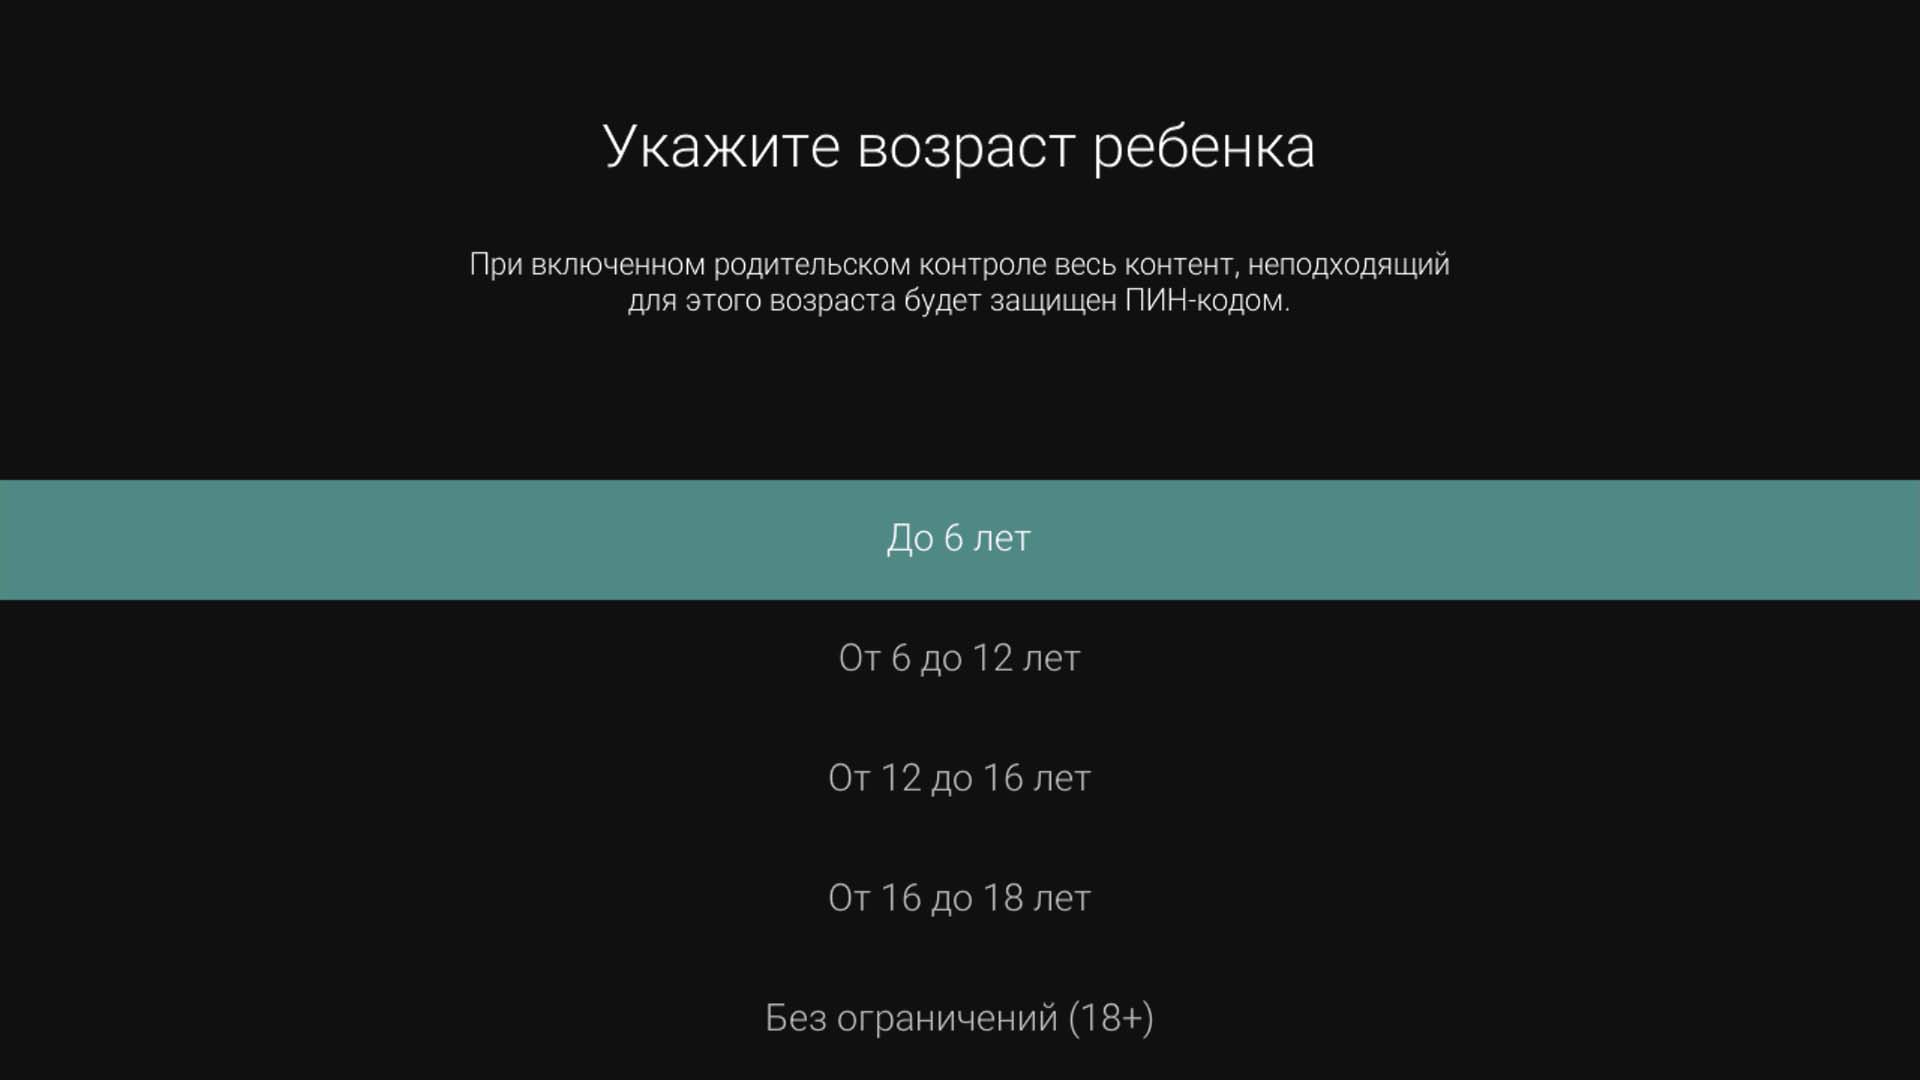 Укажите возраст ребенка
При включенном родительском контроле весь контент, неподходящий
для этого возраста будет защищен ПИН-кодом.
До 6 лет
От 6 до 12 лет
От 12 до 16 лет
От 16 до 18 лет
Без ограничений (18+)